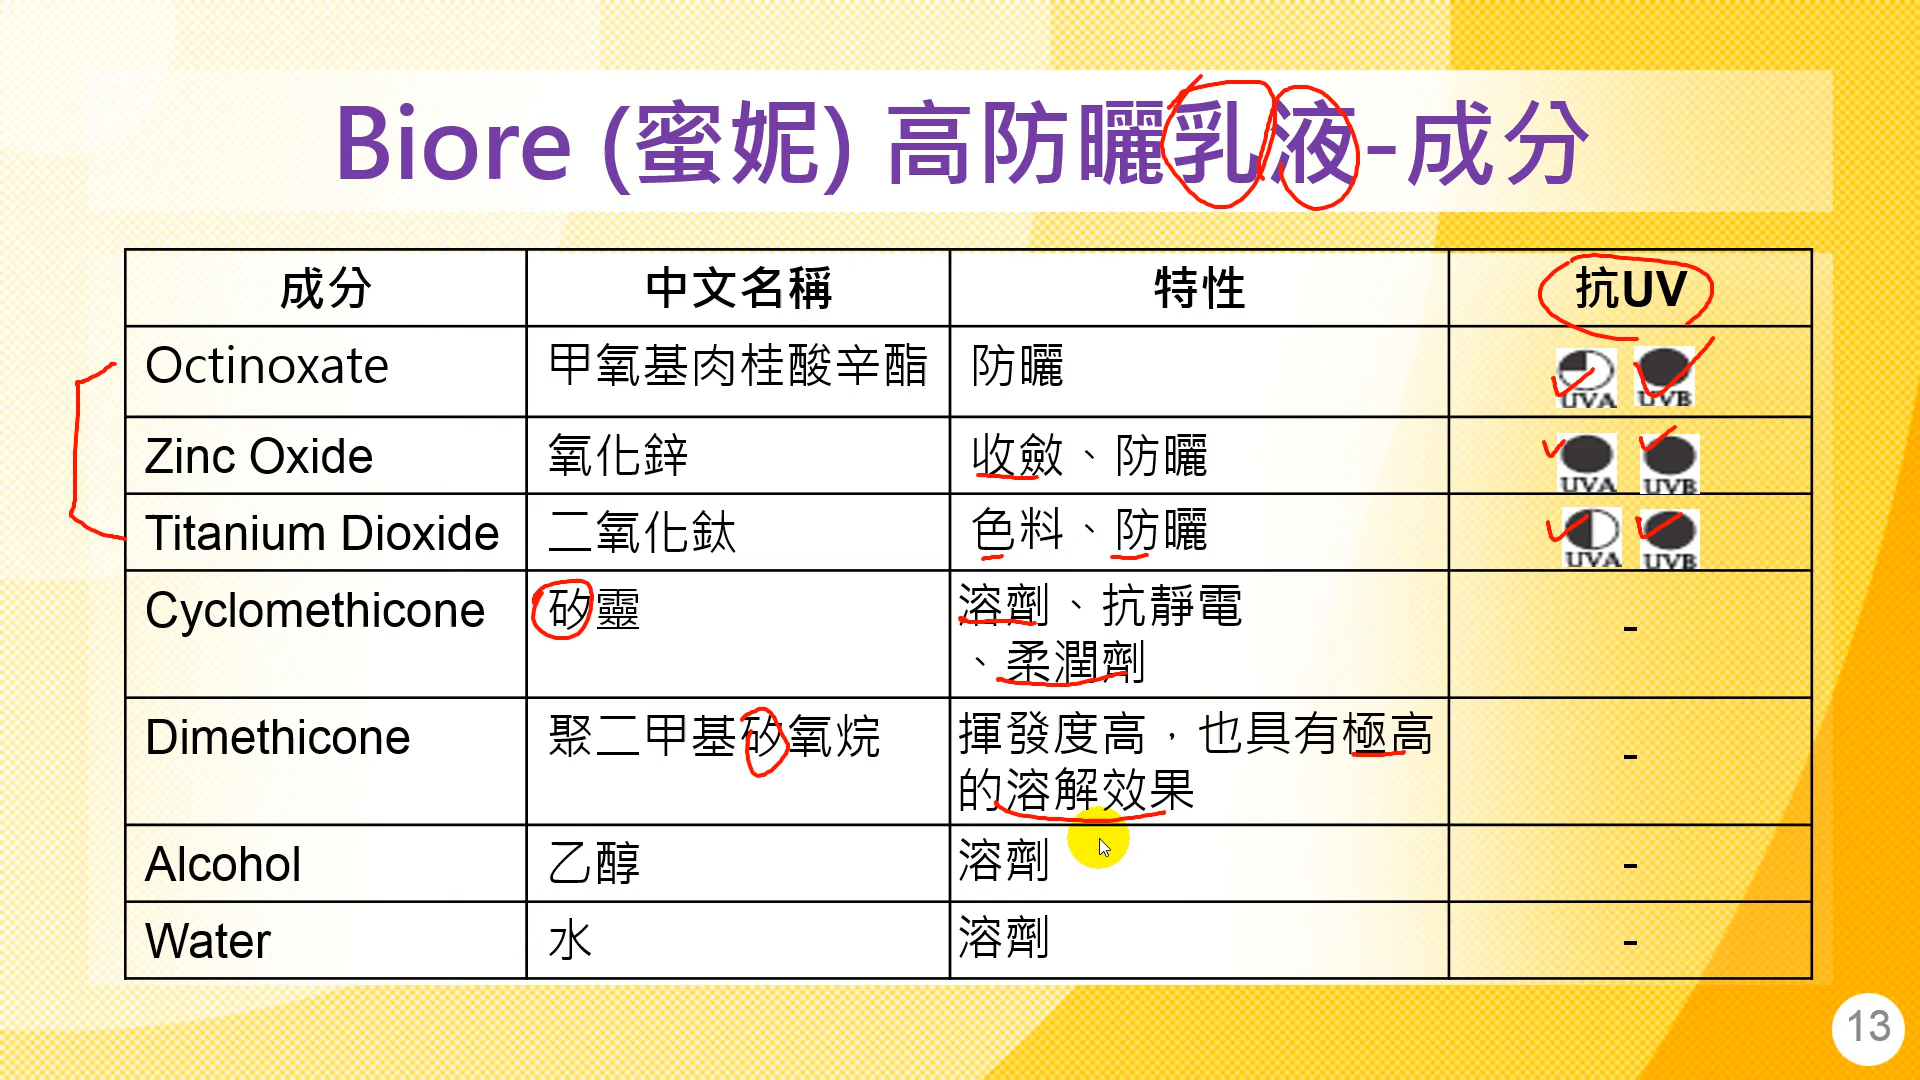 Biore (蜜妮) 高防曬乳液-成分
成分 中文名稱 特性 抗UV
Octinoxate 甲氧基肉桂酸辛酯 防曬 UVA UVB
Zinc Oxide 氧化鋅 收斂、防曬 UVA UVB
Titanium Dioxide 二氧化鈦 色料、防曬 UVA UVB
Cyclomethicone 矽靈 溶劑、抗靜電 -
、柔潤劑
Dimethicone 聚二甲基矽氧烷 揮發度高，也具有極高 -
的溶解效果
Alcohol 乙醇 溶劑 -
Water 水 溶劑 -
13